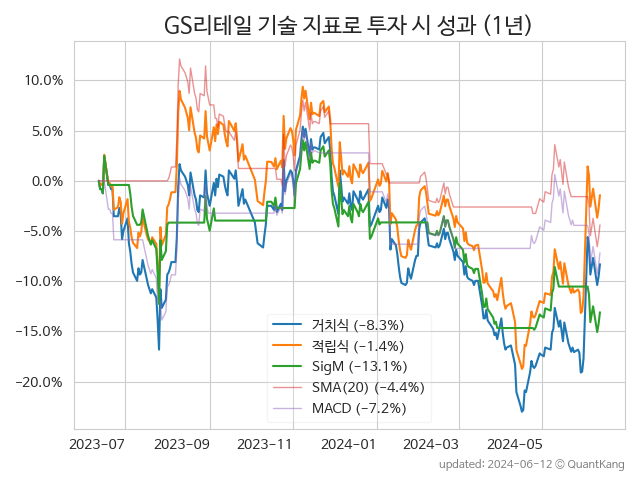 GS리테일 기술 지표로 투자 시 성과 (1년)
10.0%
5.0%
0.0%
−5.0%
−10.0%
−15.0%
−20.0%
거치식 (−8.3%)
적립식 (−1.4%)
SigM (−13.1%)
SMA(20) (−4.4%)
MACD (−7.2%)
2023-07 2023-09 2023-11 2024-01 2024-03 2024-05
updated: 2024-06-12 © QuantKang